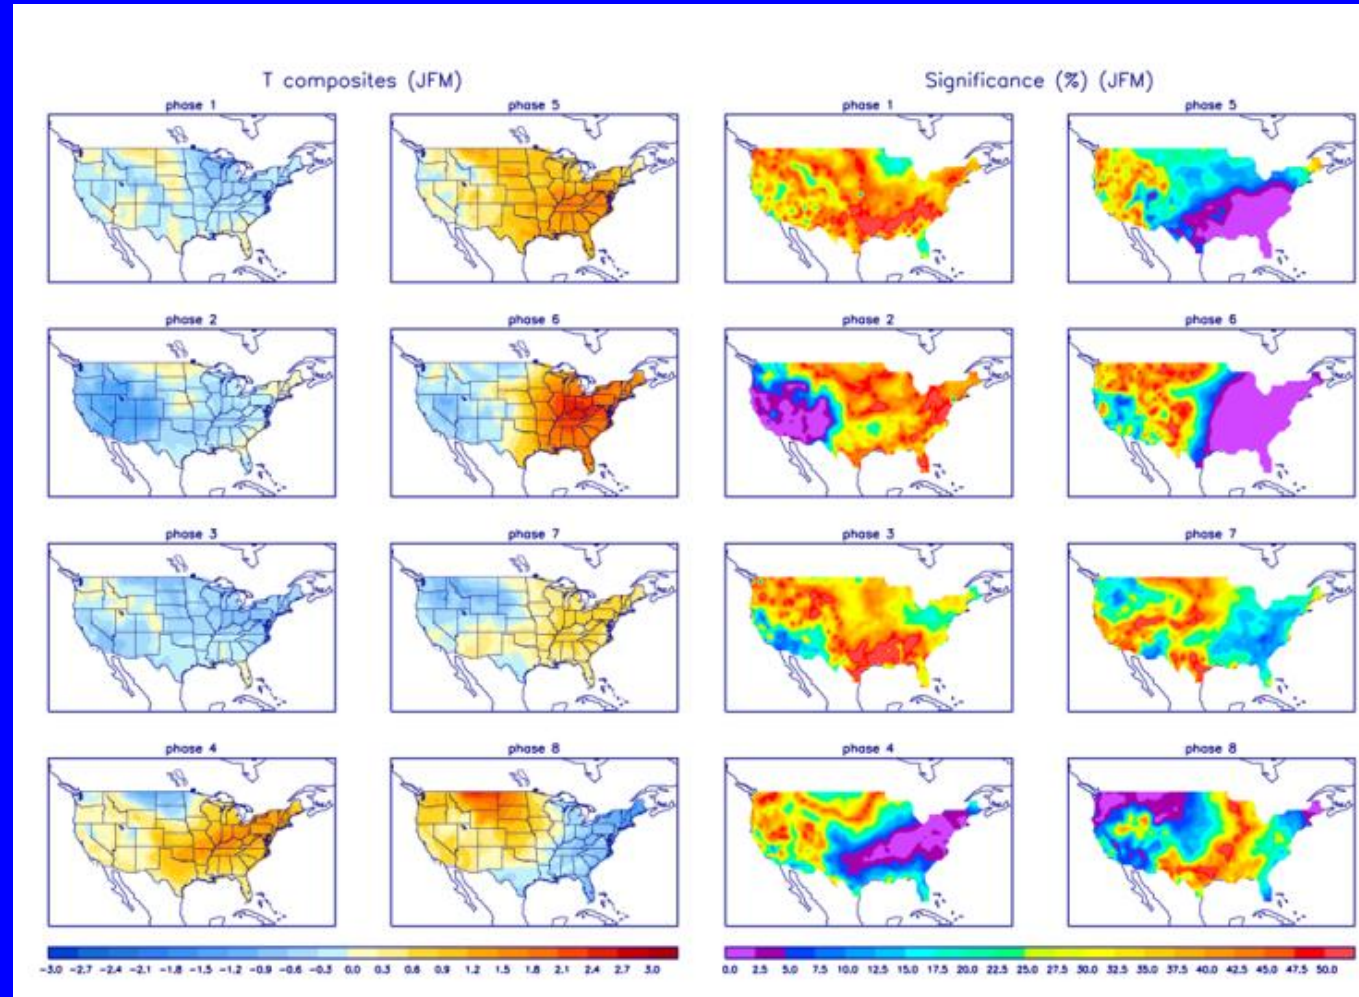 T composites (JFM)
Significance (%) (JFM)
phase 1
phase 5
phase 1
phase 5
phase 2
phase 6
phase 2
phase 6
phase 3
phase 7
phase 3
phase 7
phase 4
phase 8
phase 4
phase 8
-3.0 -2.7 -2.4 -2.1 -1.8 -1.5 -1.2 -0.9 -0.6 -0.3 0.0 0.3 0.6 0.9 1.2 1.5 1.8 2.1 2.4 2.7 3.0
0.0 2.5 5.0 7.5 10.0 12.5 15.0 17.5 20.0 22.5 25.0 27.5 30.0 32.5 35.0 37.5 40.0 42.5 45.0 47.5 50.0